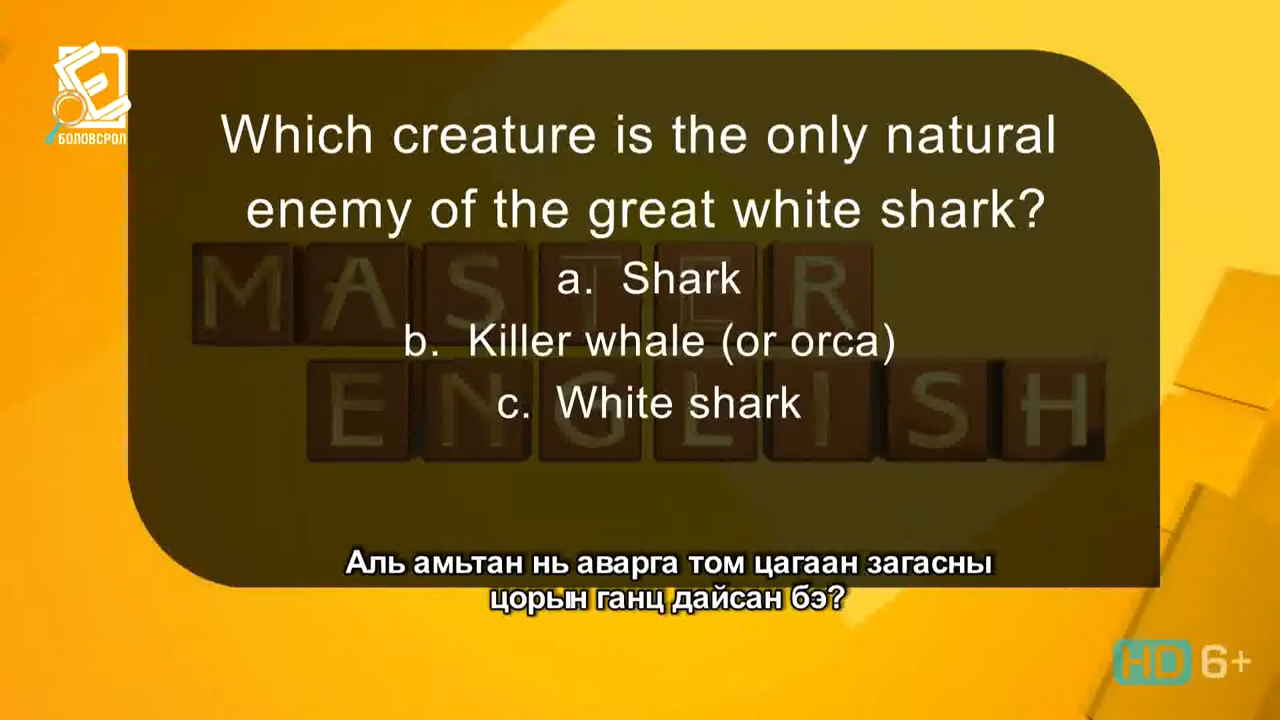 БОЛОВСРОЛ
Which creature is the only natural
enemy of the great white shark?
a. Shark
b. Killer whale (or orca)
c. White shark
MASTER
ENGLISH
Аль амьтан нь аварга том цагаан загасны
цорын ганц дайсан бэ?
HD 6+